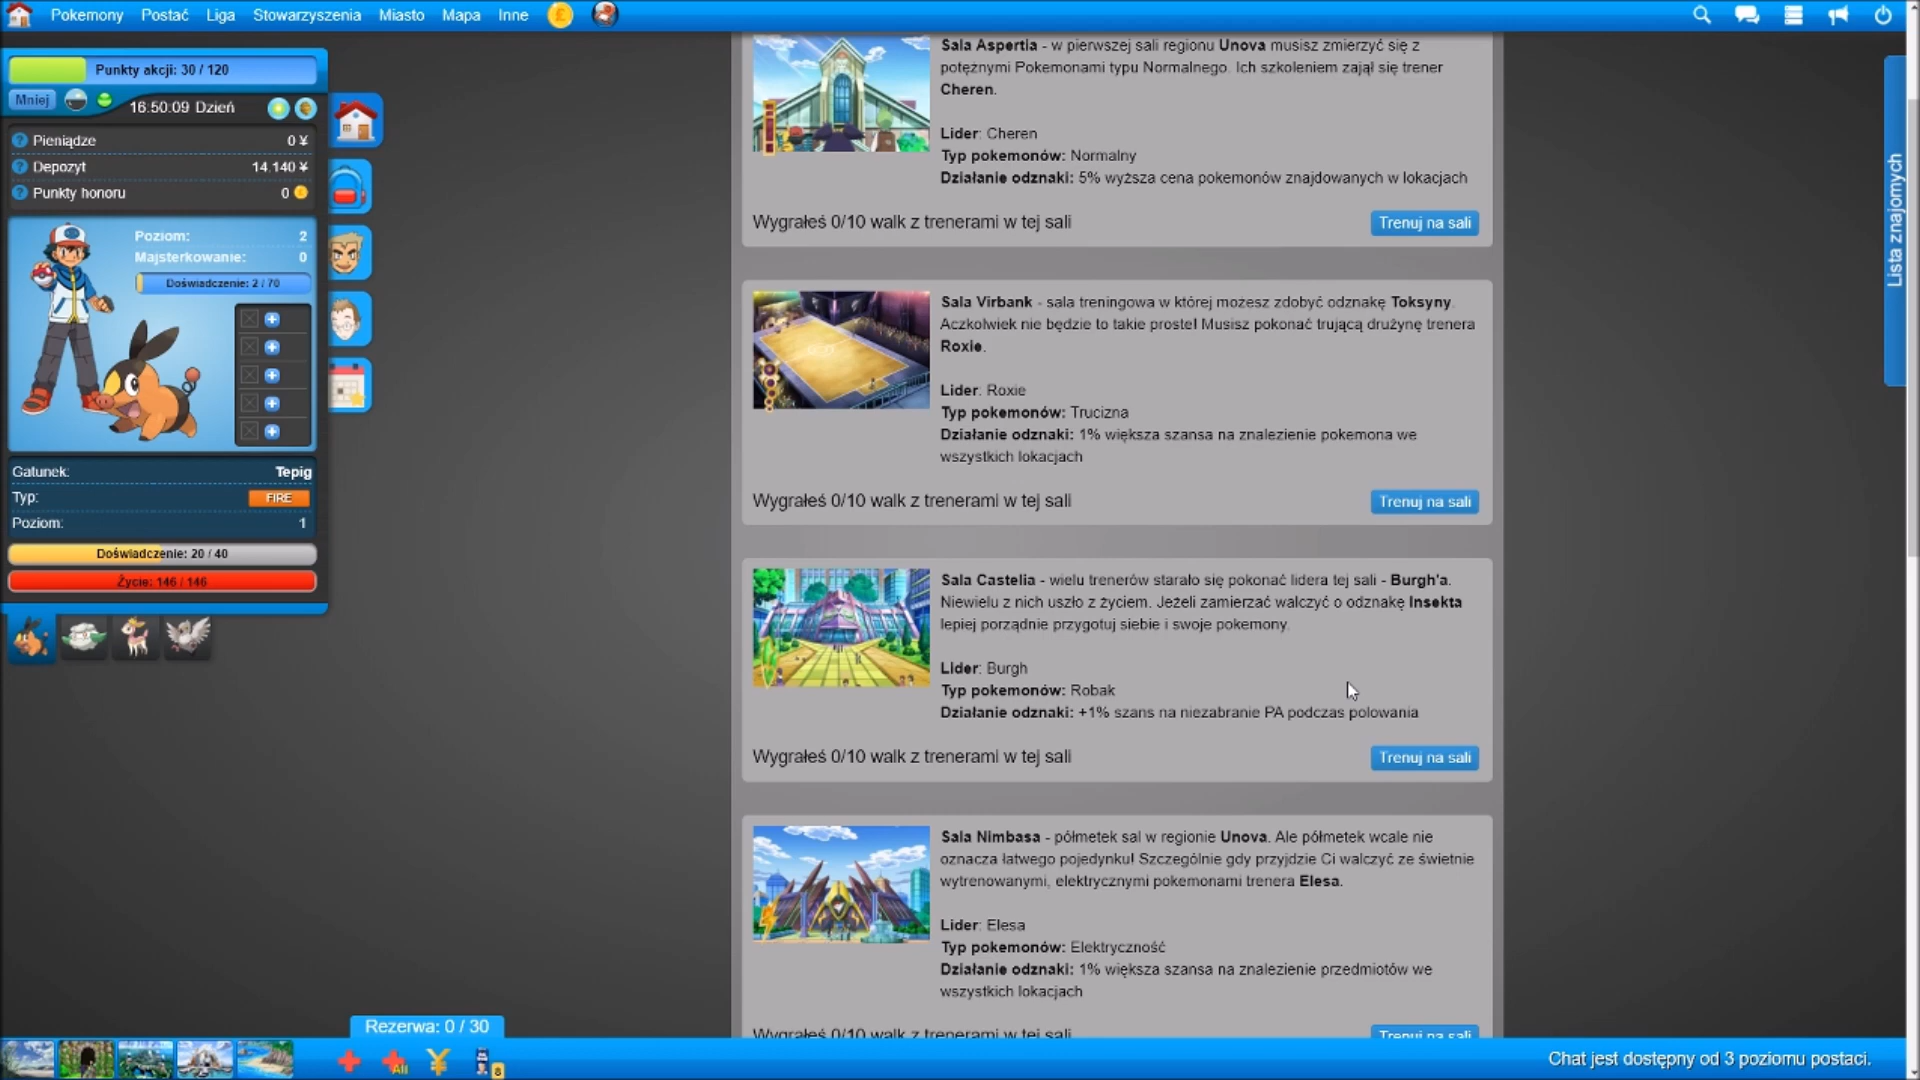 Pokemony Postać Liga Stowarzyszenia Miasto Mapa Inne
Punkty akcji: 30 / 120
Mniej 16:50:09 Dzień
Pieniądze 0 ¥
Depozyt 14.140 ¥
Punkty honoru 0
Poziom: 2
Majsterkowanie: 0
Doświadczenie: 2 / 70
Gatunek: Tepig
Typ: FIRE
Poziom: 1
Doświadczenie: 20 / 40
Życie: 146 / 146
Sala Aspertia - w pierwszej sali regionu Unova musisz zmierzyć się z
potężnymi Pokemonami typu Normalnego. Ich szkoleniem zajął się trener
Cheren.
Lider: Cheren
Typ pokemonów: Normalny
Działanie odznaki: 5% wyższa cena pokemonów znajdowanych w lokacjach
Wygrałeś 0/10 walk z trenerami w tej sali Trenuj na sali
Sala Virbank - sala treningowa w której możesz zdobyć odznakę Toksyny.
Aczkolwiek nie będzie to takie proste! Musisz pokonać trującą drużynę trenera
Roxie.
Lider: Roxie
Typ pokemonów: Trucizna
Działanie odznaki: 1% większa szansa na znalezienie pokemona we
wszystkich lokacjach
Wygrałeś 0/10 walk z trenerami w tej sali Trenuj na sali
Sala Castelia - wielu trenerów starało się pokonać lidera tej sali - Burgh'a.
Niewielu z nich uszło z życiem. Jeżeli zamierzać walczyć o odznakę Insekta
lepiej porządnie przygotuj siebie i swoje pokemony.
Lider: Burgh
Typ pokemonów: Robak
Działanie odznaki: +1% szans na niezabranie PA podczas polowania
Wygrałeś 0/10 walk z trenerami w tej sali Trenuj na sali
Sala Nimbasa - półmetek sal w regionie Unova. Ale półmetek wcale nie
oznacza łatwego pojedynku! Szczególnie gdy przyjdzie Ci walczyć ze świetnie
wytrenowanymi, elektrycznymi pokemonami trenera Elesa.
Lider: Elesa
Typ pokemonów: Elektryczność
Działanie odznaki: 1% większa szansa na znalezienie przedmiotów we
wszystkich lokacjach
Wygrałeś 0/10 walk z trenerami w tej sali Trenuj na sali
Lista znajomych
Rezerwa: 0 / 30
All
8
Chat jest dostępny od 3 poziomu postaci.